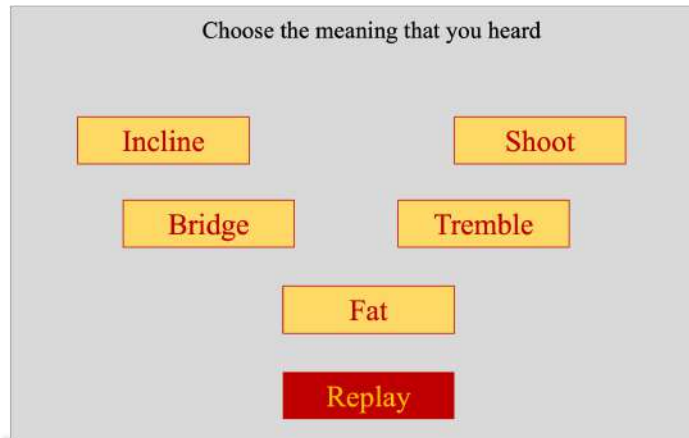 Choose the meaning that you heard
Incline
Shoot
Bridge
Tremble
Fat
Replay